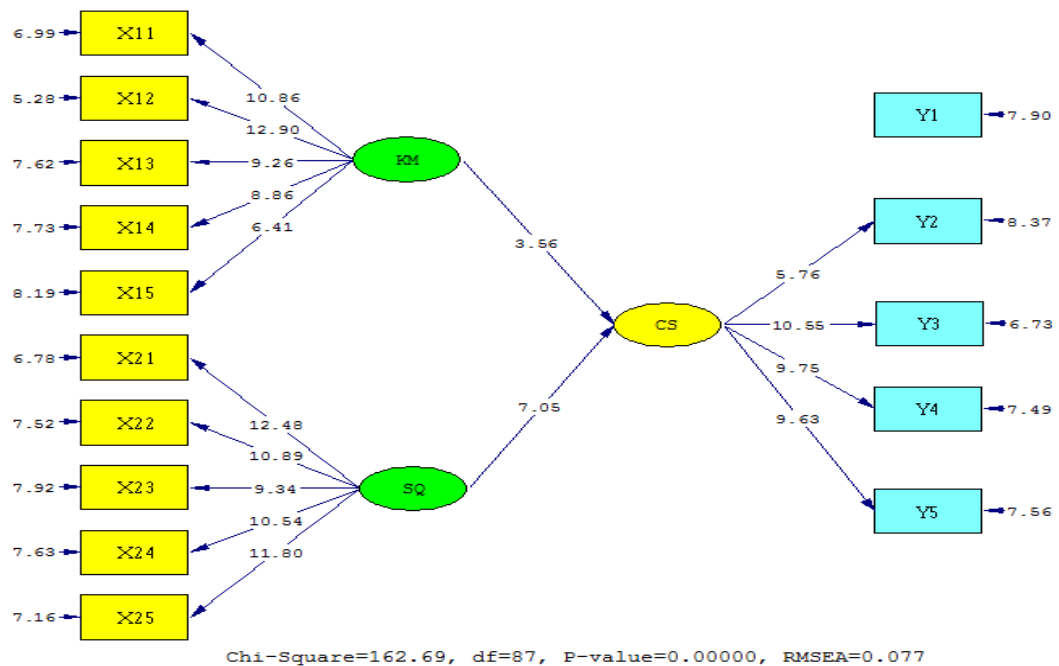 6.99 X11
5.28 X12
7.62 X13
7.73 X14
8.19 X15
6.78 X21
7.52 X22
7.92 X23
7.63 X24
7.16 X25
10.86
12.90
9.26
8.86
6.41
KM
12.48
10.89
9.34
10.54
11.80
SQ
3.56
7.05
CS
5.76
10.55
9.75
9.63
Y1 7.90
Y2 8.37
Y3 6.73
Y4 7.49
Y5 7.56
Chi-Square=162.69, df=87, P-value=0.00000, RMSEA=0.077